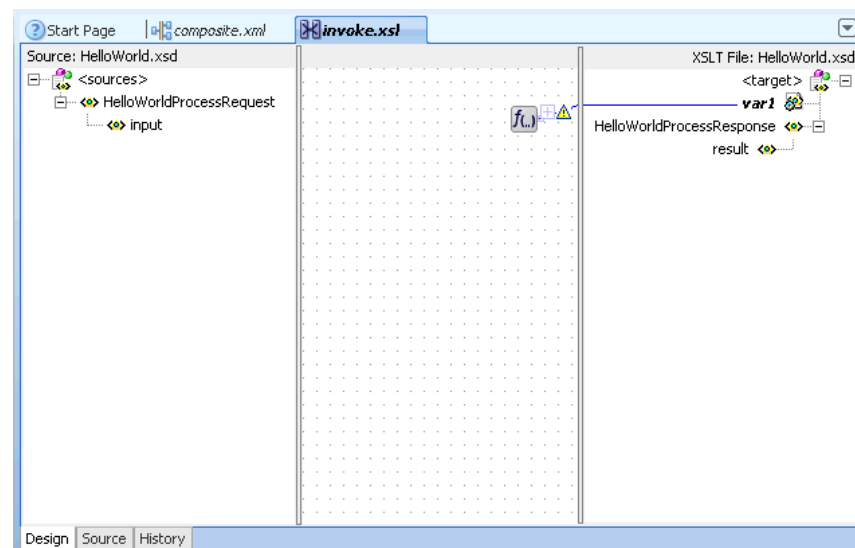 Start Page composite.xml invoke.xsl
Source: HelloWorld.xsd XSLT File: HelloWorld.xsd
<sources> <target>
HelloWorldProcessRequest var1
input HelloWorldProcessResponse
result
f(..)
Design Source History